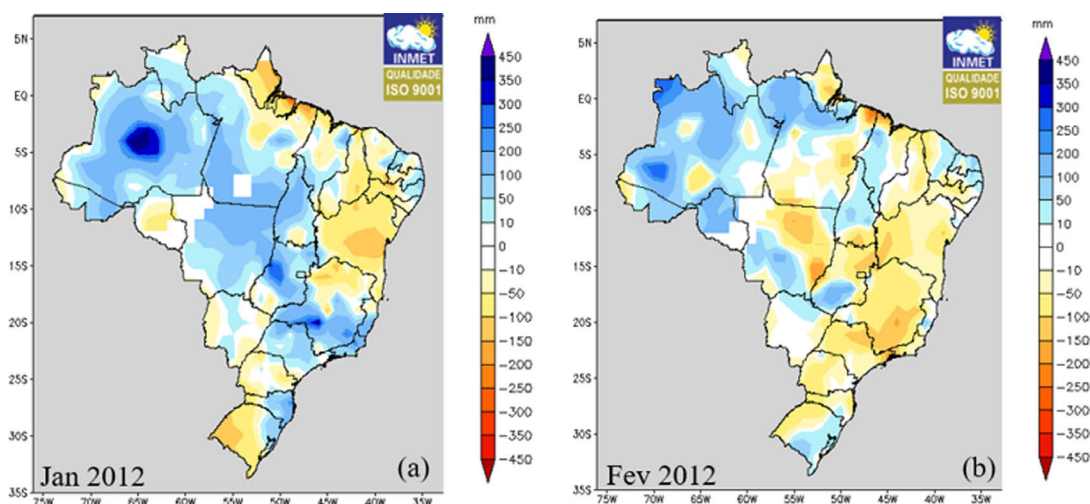 mm
INMET
QUALIDADE
ISO 9001
450
350
300
250
200
100
50
10
0
-10
-50
-100
-150
-200
-250
-300
-350
-450
5N
EQ
5S
10S
15S
20S
25S
30S
35S
75W 70W 65W 60W 55W 50W 45W 40W 35W
Jan 2012
(a)
mm
INMET
QUALIDADE
ISO 9001
450
350
300
250
200
100
50
10
0
-10
-50
-100
-150
-200
-250
-300
-350
-450
5N
EQ
5S
10S
15S
20S
25S
30S
35S
75W 70W 65W 60W 55W 50W 45W 40W 35W
Fev 2012
(b)